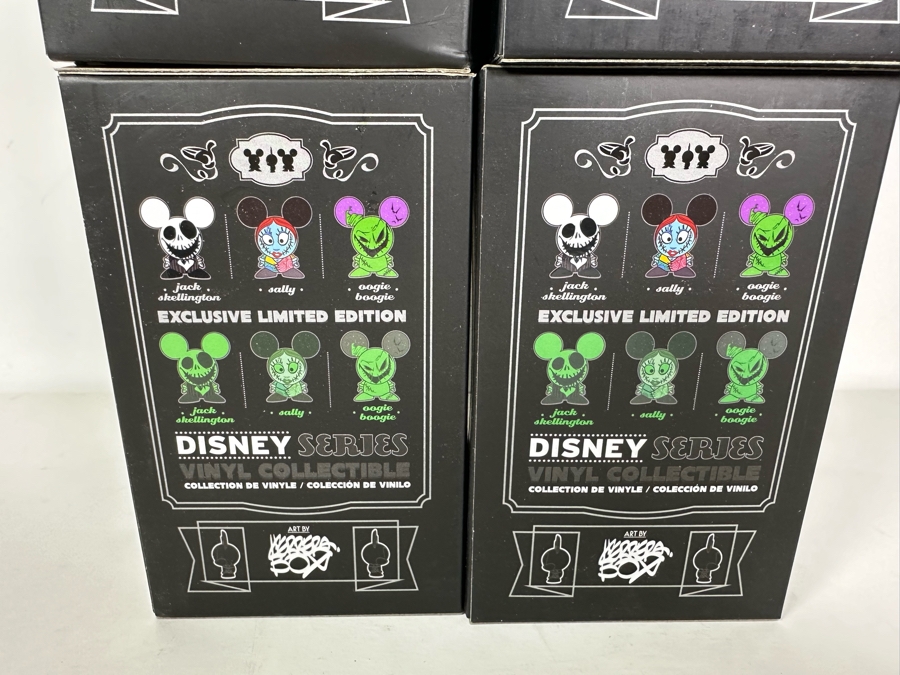 jack
skellington
sally
oogie
boogie
EXCLUSIVE LIMITED EDITION
jack
skellington
sally
oogie
boogie
DISNEY SERIES
VINYL COLLECTIBLE
COLLECTION DE VINYLE / COLECCIÓN DE VINILO
ART BY
jack
skellington
sally
oogie
boogie
EXCLUSIVE LIMITED EDITION
jack
skellington
sally
oogie
boogie
DISNEY SERIES
VINYL COLLECTIBLE
COLLECTION DE VINYLE / COLECCIÓN DE VINILO
ART BY